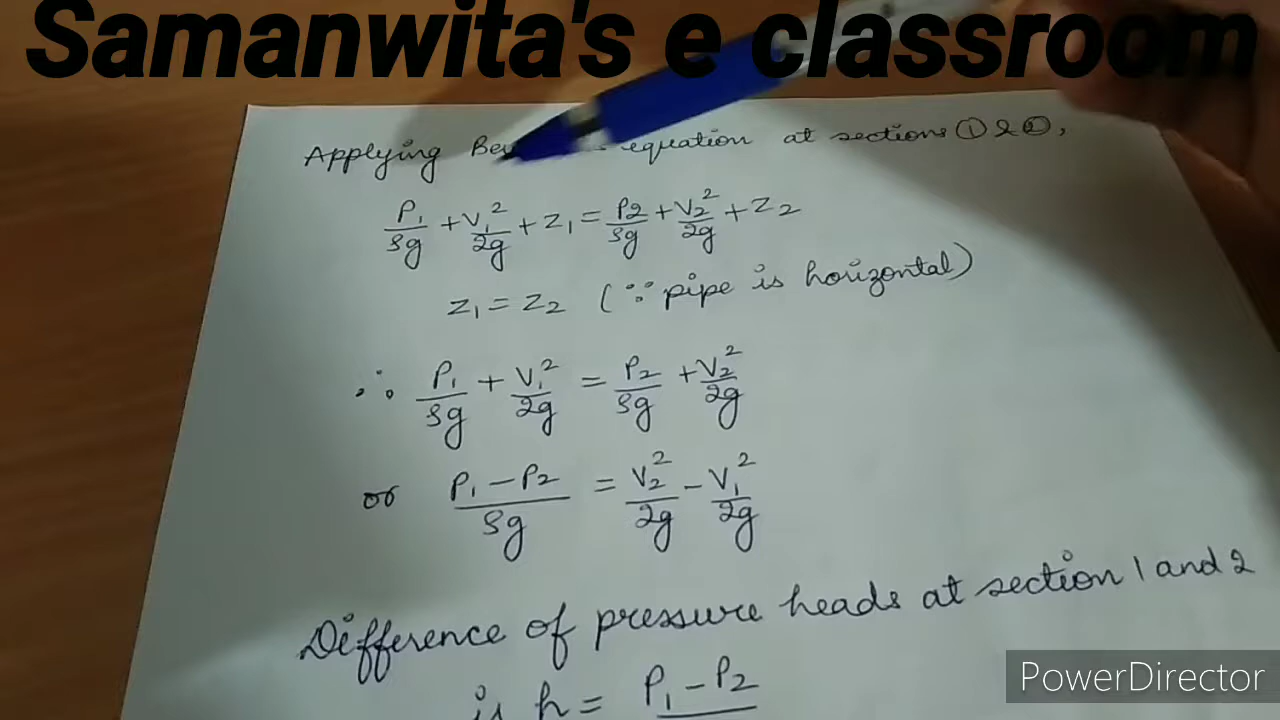 Samanwita's e classroom
Applying equation at sections ① & ②,
P₁/ρg + V₁²/2g + Z₁ = P₂/ρg + V₂²/2g + Z₂
Z₁ = Z₂ (∵ pipe is horizontal)
∴ P₁/ρg + V₁²/2g = P₂/ρg + V₂²/2g
or P₁ - P₂/ρg = V₂²/2g - V₁²/2g
Difference of pressure heads at section 1 and 2
is h = P₁ - P₂
PowerDirector